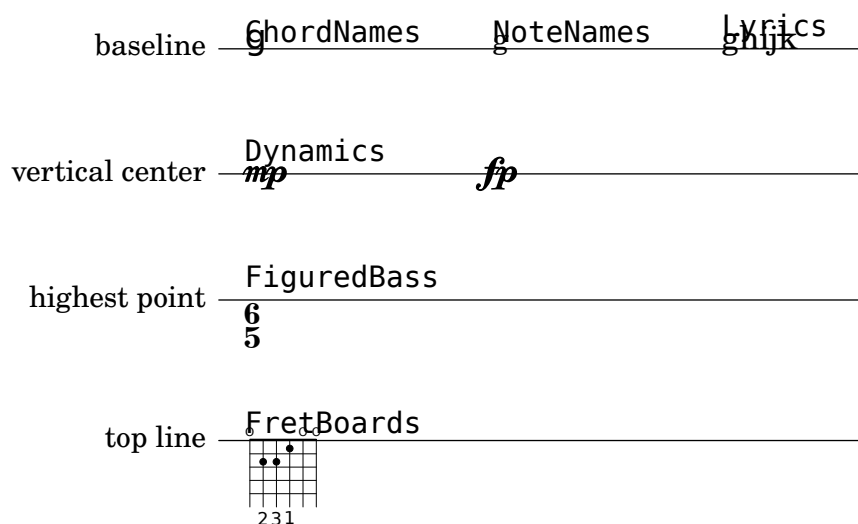 ChordNames NoteNames Lyrics
baseline g g ghijk
Dynamics
vertical center mp fp
FiguredBass
highest point
6
5
FretBoards
top line
o o o
231